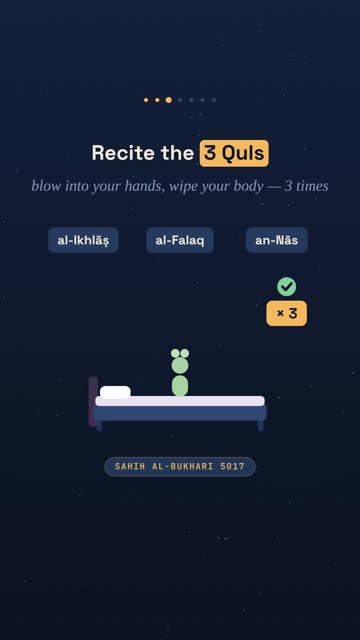 Recite the 3 Quls
blow into your hands, wipe your body — 3 times
al-Ikhlāṣ al-Falaq an-Nās
× 3
SAHIH AL-BUKHARI 5017